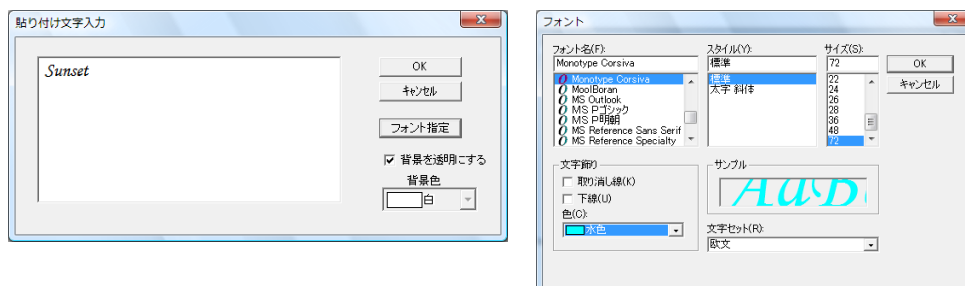 貼り付け文字入力
Sunset
OK
キャンセル
フォント指定
背景を透明にする
背景色
白
フォント
フォント名(F):
Monotype Corsiva
Monotype Corsiva
MoolBoran
MS Outlook
MS Pゴシック
MS P明朝
MS Reference Sans Serif
MS Reference Specialty
スタイル(Y):
標準
標準
太字 斜体
サイズ(S):
72
22
24
26
28
36
48
72
OK
キャンセル
文字飾り
取り消し線(K)
下線(U)
色(C):
水色
サンプル
AaB
文字セット(R):
欧文